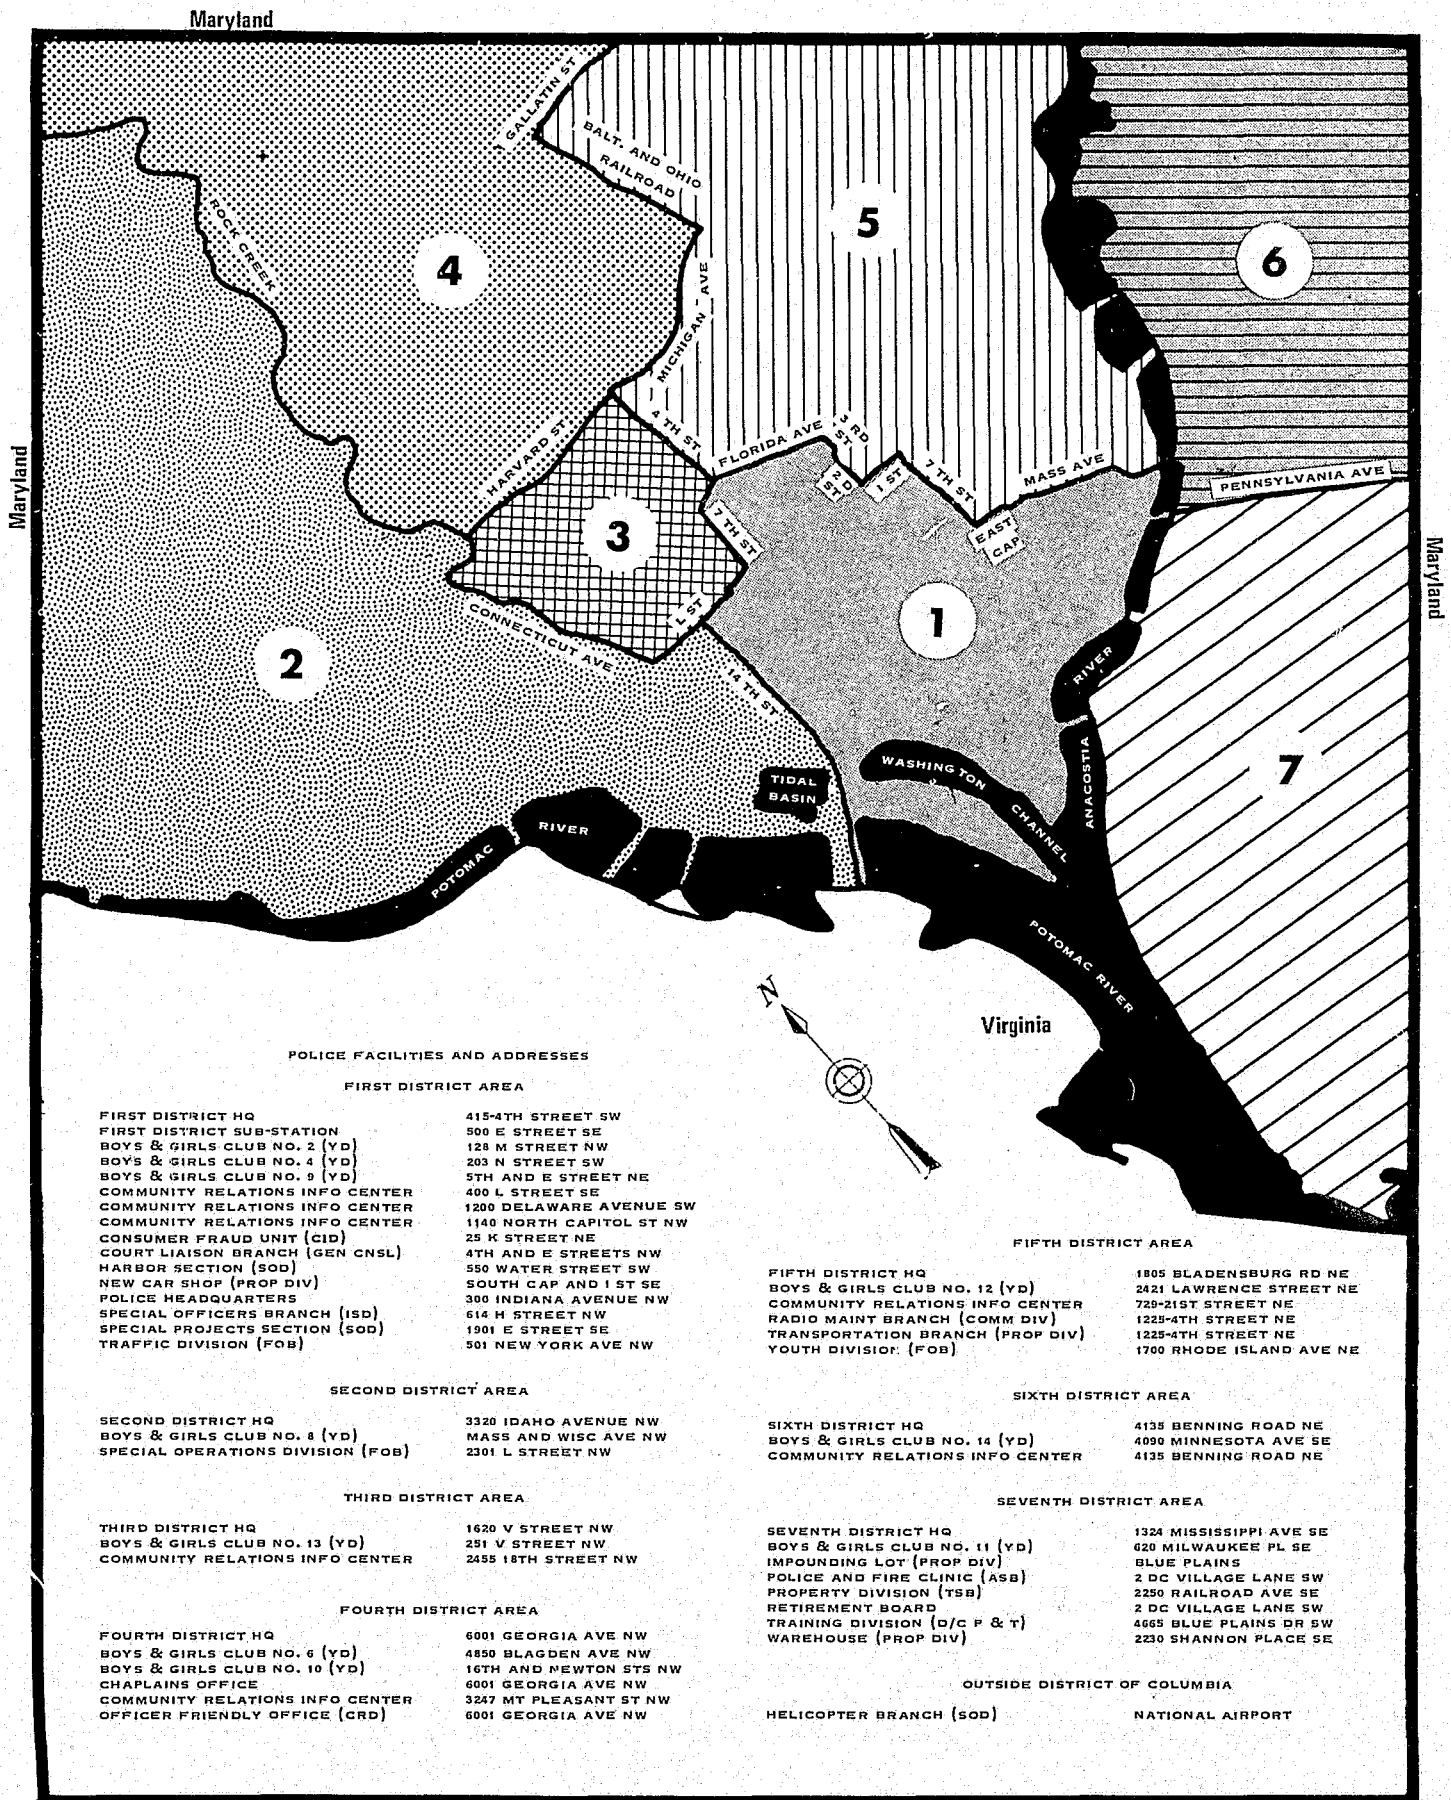 Maryland
GALLATIN ST
BALT. AND OHIO
RAILROAD
ROCK CREEK
4
5
6
MICHIGAN AVE
Maryland
HARVARD ST
4 TH ST
FLORIDA AVE
3 RD
ST
2 D
ST
1 ST
7 TH ST
MASS AVE
PENNSYLVANIA AVE
EAST
CAP
3
7 TH ST
Maryland
1
L ST
CONNECTICUT AVE
2
14 TH ST
RIVER
ANACOSTIA
7
WASHINGTON
CHANNEL
TIDAL
BASIN
RIVER
POTOMAC
POTOMAC RIVER
N
Virginia
POLICE FACILITIES AND ADDRESSES
FIRST DISTRICT AREA
FIRST DISTRICT HQ 415-4TH STREET SW
FIRST DISTRICT SUB-STATION 500 E STREET SE
BOYS & GIRLS CLUB NO. 2 (YD) 128 M STREET NW
BOYS & GIRLS CLUB NO. 4 (YD) 203 N STREET SW
BOYS & GIRLS CLUB NO. 9 (YD) 5TH AND E STREET NE
COMMUNITY RELATIONS INFO CENTER 400 L STREET SE
COMMUNITY RELATIONS INFO CENTER 1200 DELAWARE AVENUE SW
COMMUNITY RELATIONS INFO CENTER 1140 NORTH CAPITOL ST NW
CONSUMER FRAUD UNIT (CID) 25 K STREET NE
COURT LIAISON BRANCH (GEN CNSL) 4TH AND E STREETS NW
HARBOR SECTION (SOD) 550 WATER STREET SW
NEW CAR SHOP (PROP DIV) SOUTH CAP AND I ST SE
POLICE HEADQUARTERS 300 INDIANA AVENUE NW
SPECIAL OFFICERS BRANCH (ISD) 614 H STREET NW
SPECIAL PROJECTS SECTION (SOD) 1901 E STREET SE
TRAFFIC DIVISION (FOB) 501 NEW YORK AVE NW
SECOND DISTRICT AREA
SECOND DISTRICT HQ 3320 IDAHO AVENUE NW
BOYS & GIRLS CLUB NO. 8 (YD) MASS AND WISC AVE NW
SPECIAL OPERATIONS DIVISION (FOB) 2301 L STREET NW
THIRD DISTRICT AREA
THIRD DISTRICT HQ 1620 V STREET NW
BOYS & GIRLS CLUB NO. 13 (YD) 251 V STREET NW
COMMUNITY RELATIONS INFO CENTER 2455 18TH STREET NW
FOURTH DISTRICT AREA
FOURTH DISTRICT HQ 6001 GEORGIA AVE NW
BOYS & GIRLS CLUB NO. 6 (YD) 4850 BLAGDEN AVE NW
BOYS & GIRLS CLUB NO. 10 (YD) 16TH AND NEWTON STS NW
CHAPLAINS OFFICE 6001 GEORGIA AVE NW
COMMUNITY RELATIONS INFO CENTER 3247 MT PLEASANT ST NW
OFFICER FRIENDLY OFFICE (CRD) 6001 GEORGIA AVE NW
FIFTH DISTRICT AREA
FIFTH DISTRICT HQ 1805 BLADENSBURG RD NE
BOYS & GIRLS CLUB NO. 12 (YD) 2421 LAWRENCE STREET NE
COMMUNITY RELATIONS INFO CENTER 729-21ST STREET NE
RADIO MAINT BRANCH (COMM DIV) 1225-4TH STREET NE
TRANSPORTATION BRANCH (PROP DIV) 1225-4TH STREET NE
YOUTH DIVISION (FOB) 1700 RHODE ISLAND AVE NE
SIXTH DISTRICT AREA
SIXTH DISTRICT HQ 4135 BENNING ROAD NE
BOYS & GIRLS CLUB NO. 14 (YD) 4090 MINNESOTA AVE SE
COMMUNITY RELATIONS INFO CENTER 4135 BENNING ROAD NE
SEVENTH DISTRICT AREA
SEVENTH DISTRICT HQ 1324 MISSISSIPPI AVE SE
BOYS & GIRLS CLUB NO. 11 (YD) 620 MILWAUKEE PL SE
IMPOUNDING LOT (PROP DIV) BLUE PLAINS
POLICE AND FIRE CLINIC (ASB) 2 DC VILLAGE LANE SW
PROPERTY DIVISION (TSB) 2250 RAILROAD AVE SE
RETIREMENT BOARD 2 DC VILLAGE LANE SW
TRAINING DIVISION (D/C P & T) 4665 BLUE PLAINS DR SW
WAREHOUSE (PROP DIV) 2230 SHANNON PLACE SE
OUTSIDE DISTRICT OF COLUMBIA
HELICOPTER BRANCH (SOD) NATIONAL AIRPORT